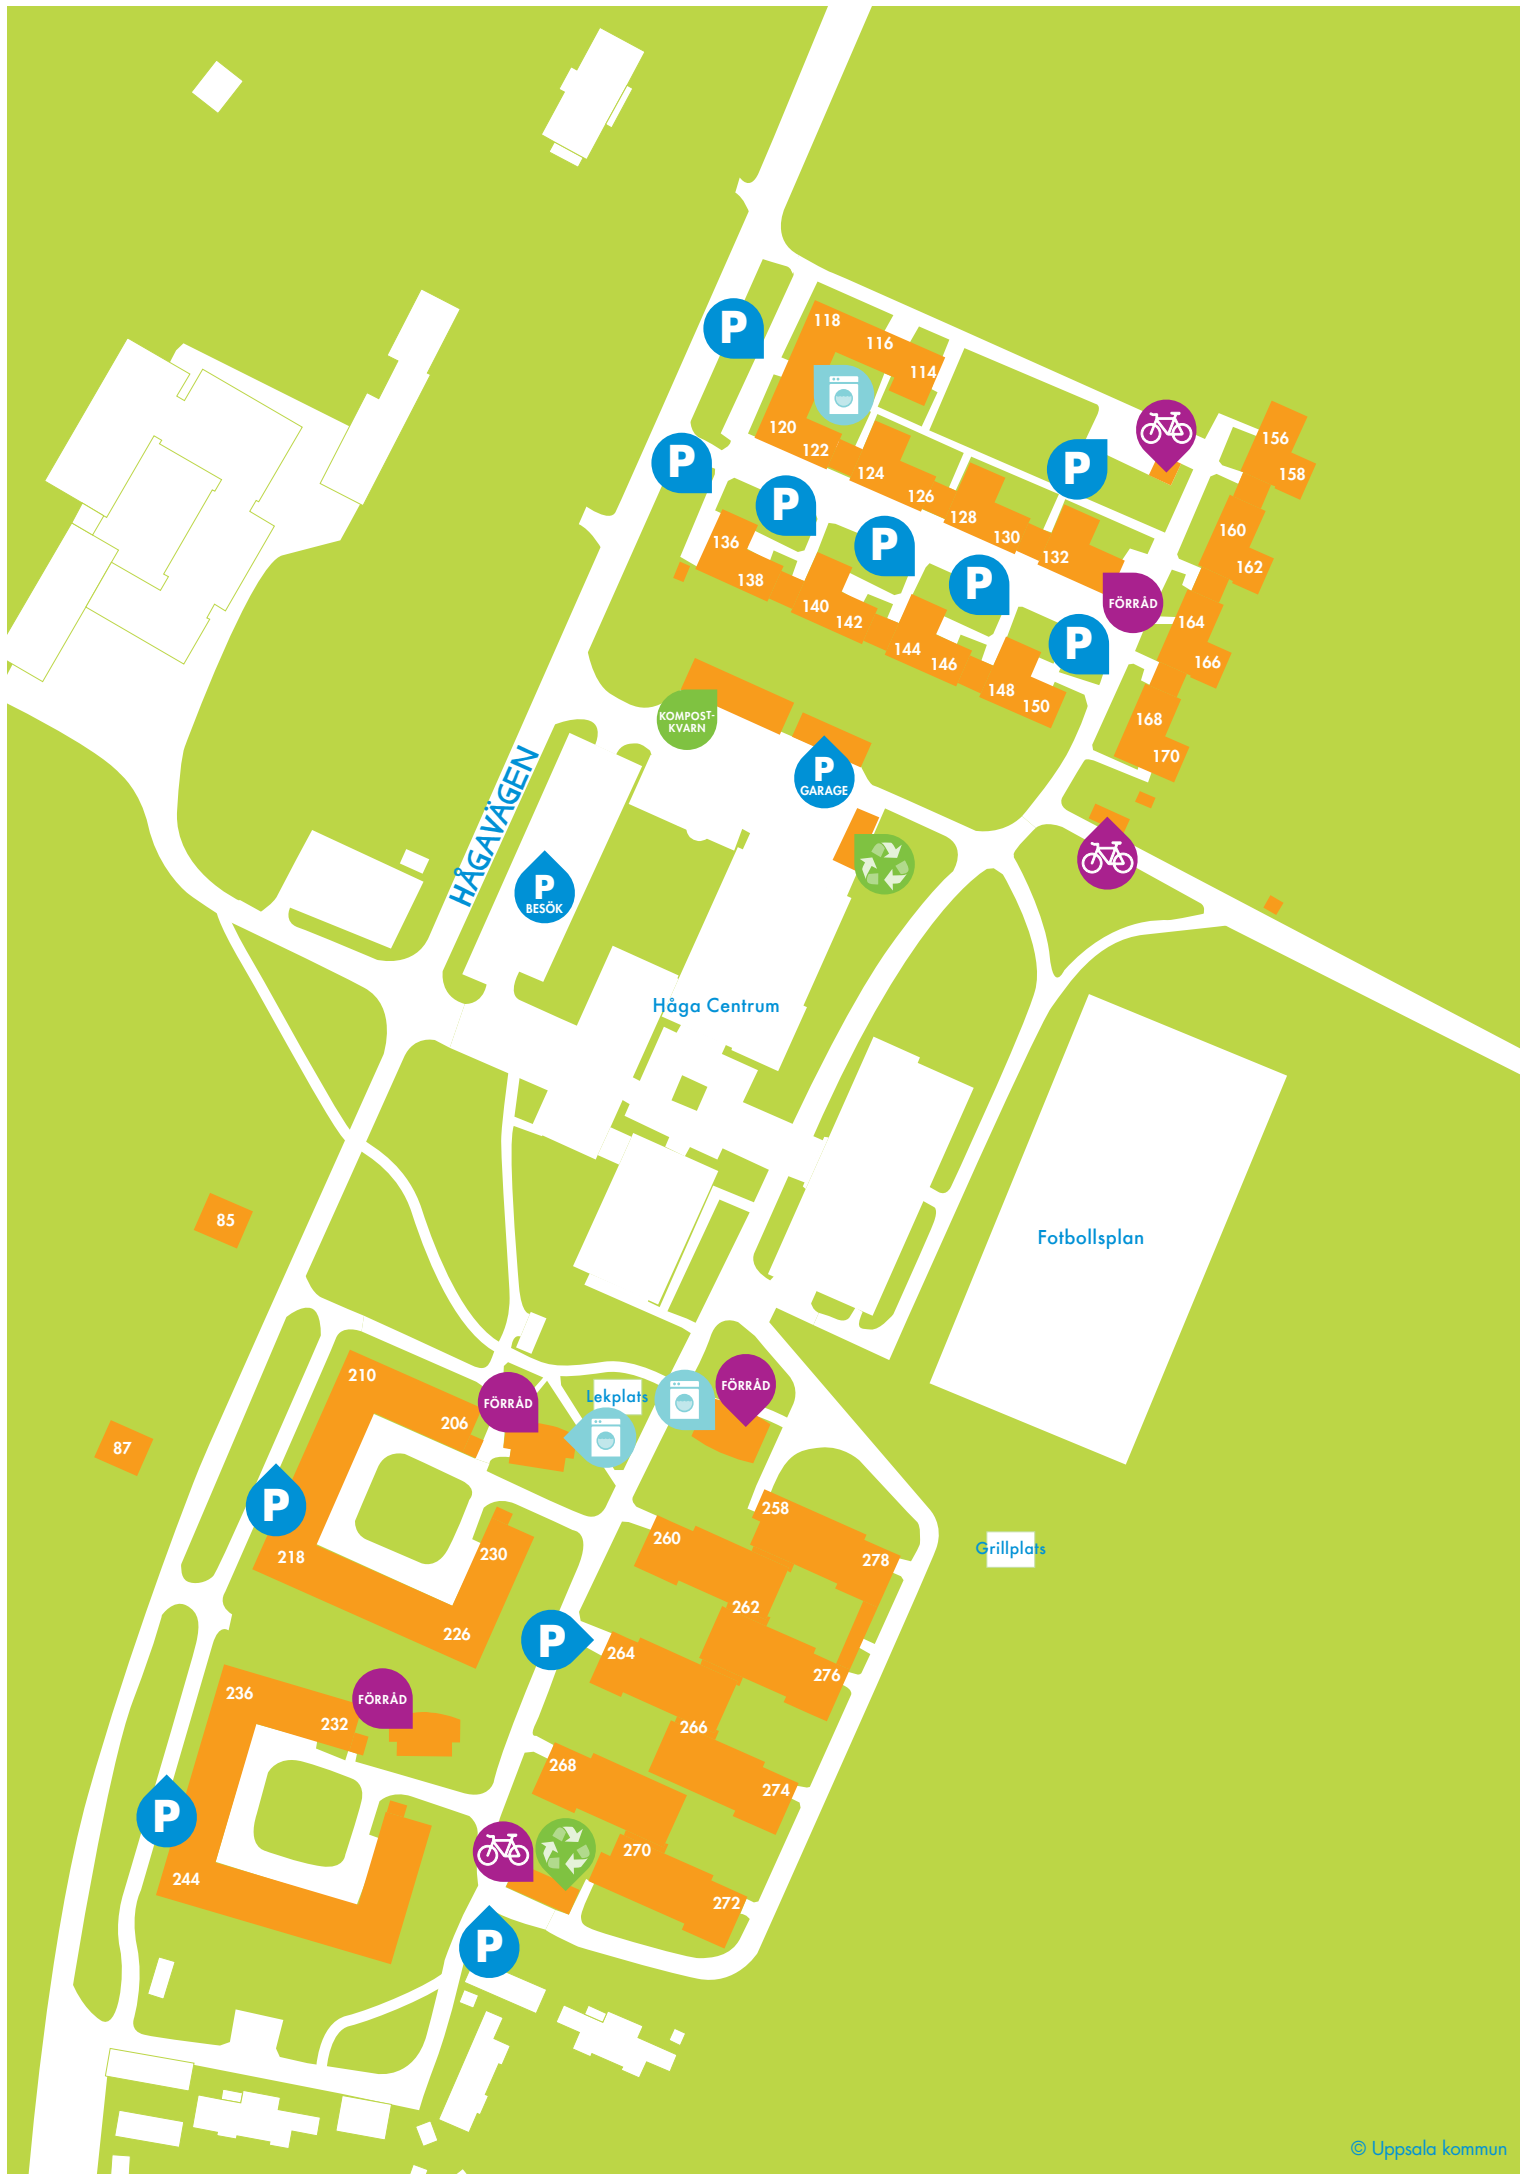 118
116
114
P
120
122
124
126
128
130
132
P
P
P
P
P
P
P
136
138
140
142
144
146
148
150
FÖRRÅD
156
158
160
162
164
166
168
170
KOMPOST-
KVARN
P
GARAGE
HÅGAVÄGEN
P
BESÖK
Håga Centrum
Fotbollsplan
85
87
210
206
FÖRRÅD
Lekplats
FÖRRÅD
P
218
230
226
258
260
278
Grillplats
262
P
264
276
236
232
FÖRRÅD
266
268
274
P
244
270
272
P
© Uppsala kommun